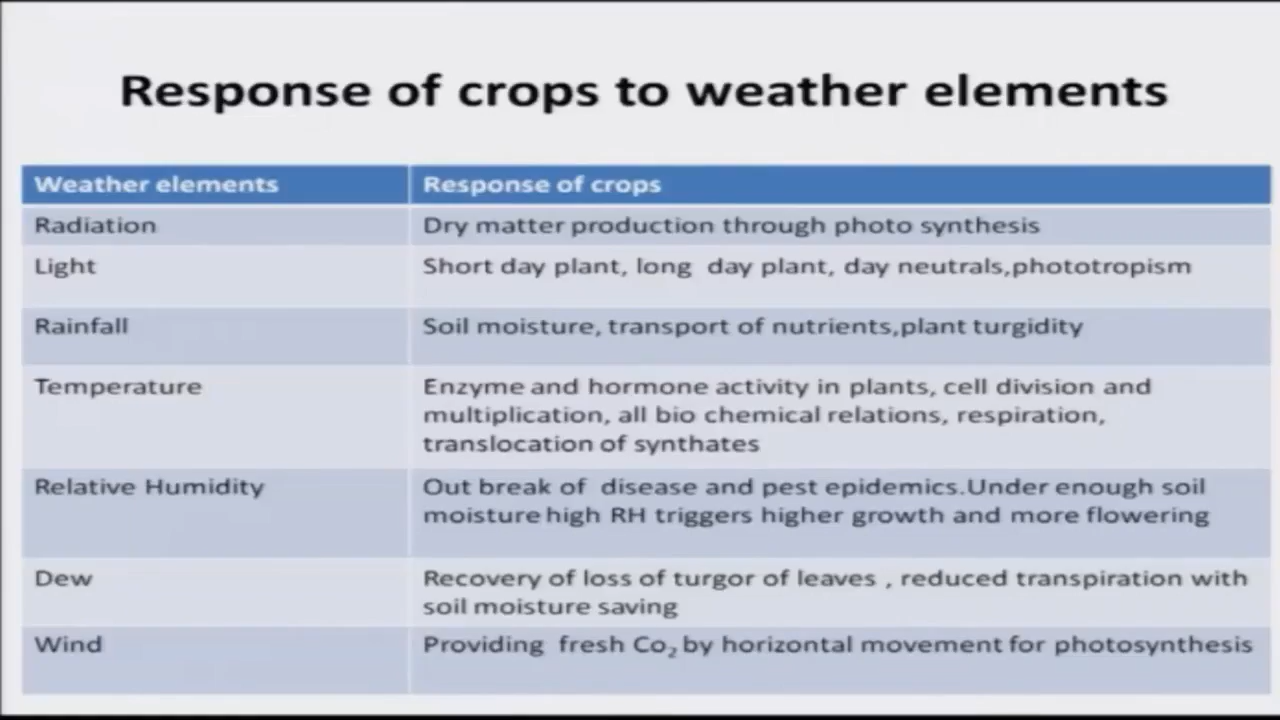 Response of crops to weather elements
Weather elements
Response of crops
Radiation
Dry matter production through photo synthesis
Light
Short day plant, long day plant, day neutrals,phototropism
Rainfall
Soil moisture, transport of nutrients,plant turgidity
Temperature
Enzyme and hormone activity in plants, cell division and
multiplication, all bio chemical relations, respiration,
translocation of synthates
Relative Humidity
Out break of disease and pest epidemics.Under enough soil
moisture high RH triggers higher growth and more flowering
Dew
Recovery of loss of turgor of leaves , reduced transpiration with
soil moisture saving
Wind
Providing fresh Co₂ by horizontal movement for photosynthesis